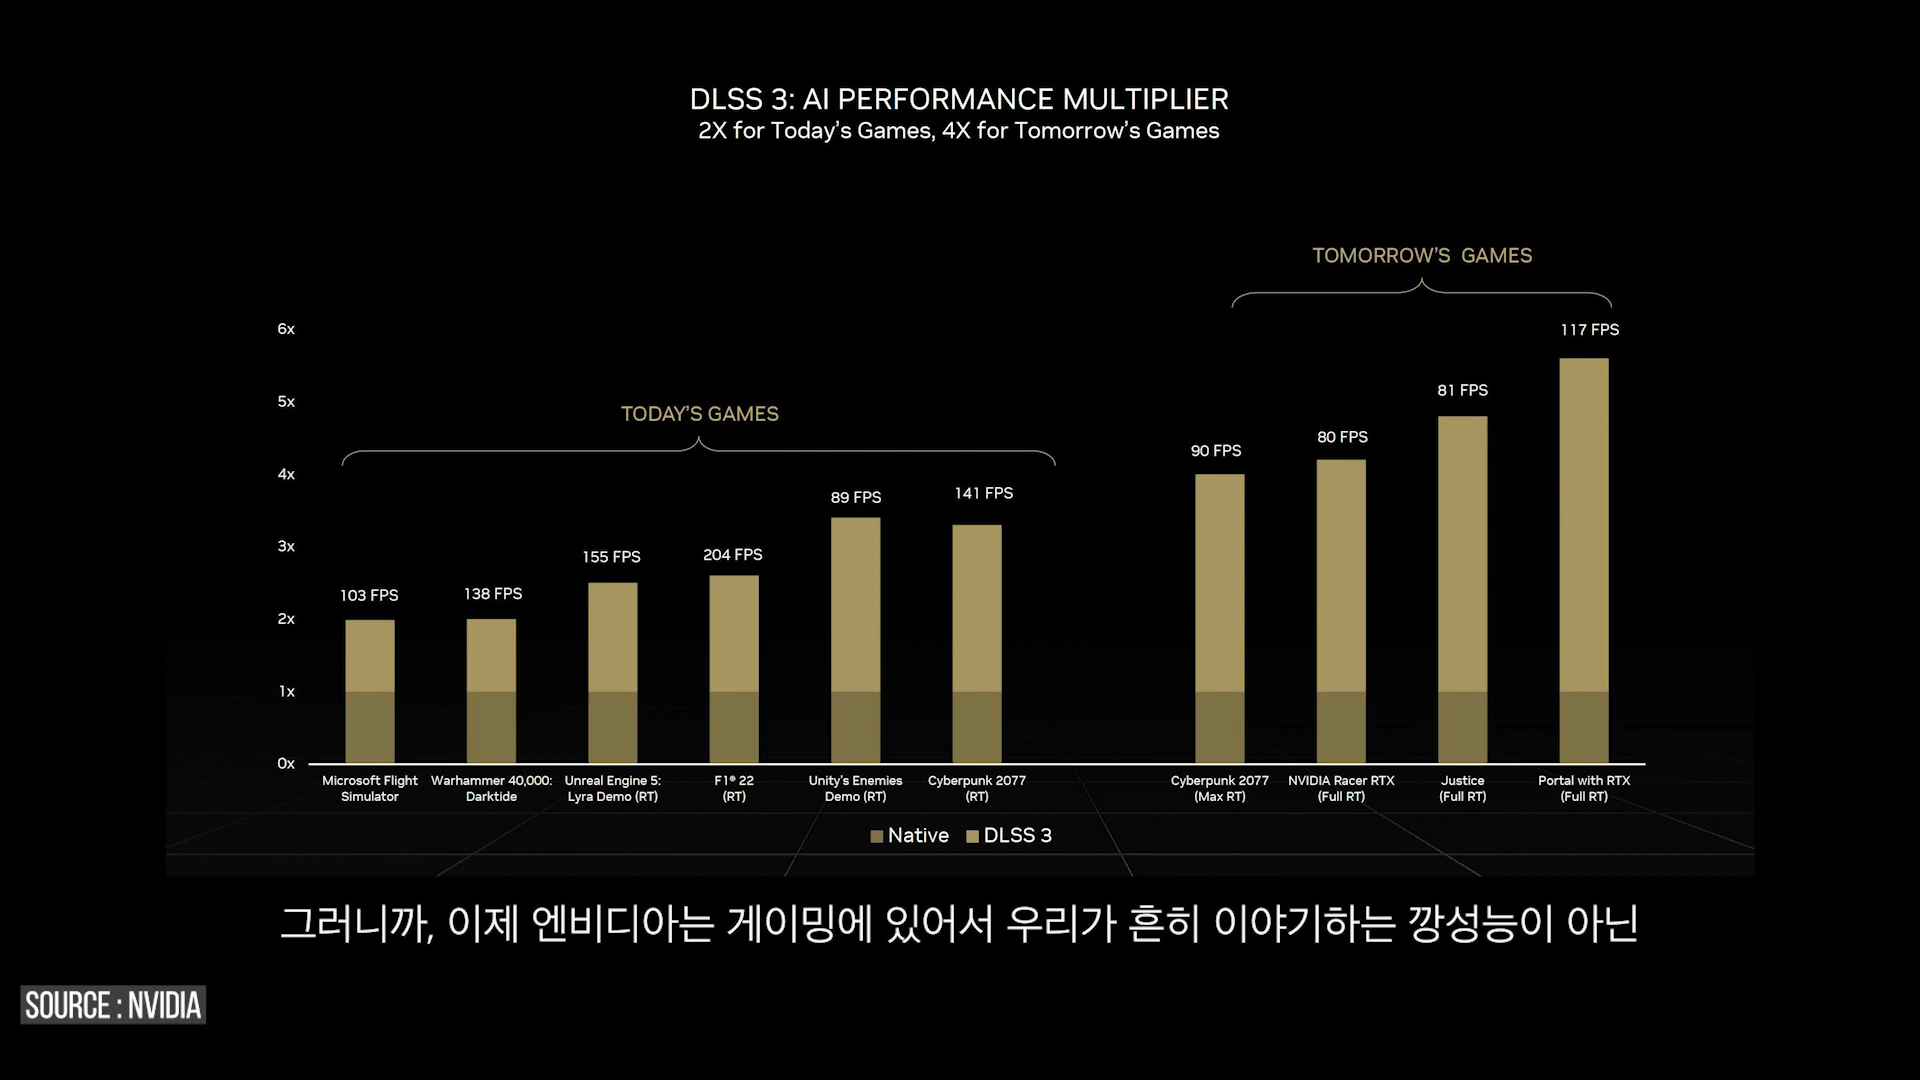 DLSS 3: AI PERFORMANCE MULTIPLIER
2X for Today's Games, 4X for Tomorrow's Games
TOMORROW'S GAMES
TODAY'S GAMES
6x
5x
4x
3x
2x
1x
0x
103 FPS
138 FPS
155 FPS
204 FPS
89 FPS
141 FPS
90 FPS
80 FPS
81 FPS
117 FPS
Microsoft Flight
Simulator
Warhammer 40,000:
Darktide
Unreal Engine 5:
Lyra Demo (RT)
F1® 22
(RT)
Unity's Enemies
Demo (RT)
Cyberpunk 2077
(RT)
Cyberpunk 2077
(Max RT)
NVIDIA Racer RTX
(Full RT)
Justice
(Full RT)
Portal with RTX
(Full RT)
Native
DLSS 3
그러니까, 이제 엔비디아는 게이밍에 있어서 우리가 흔히 이야기하는 깡성능이 아닌
SOURCE : NVIDIA